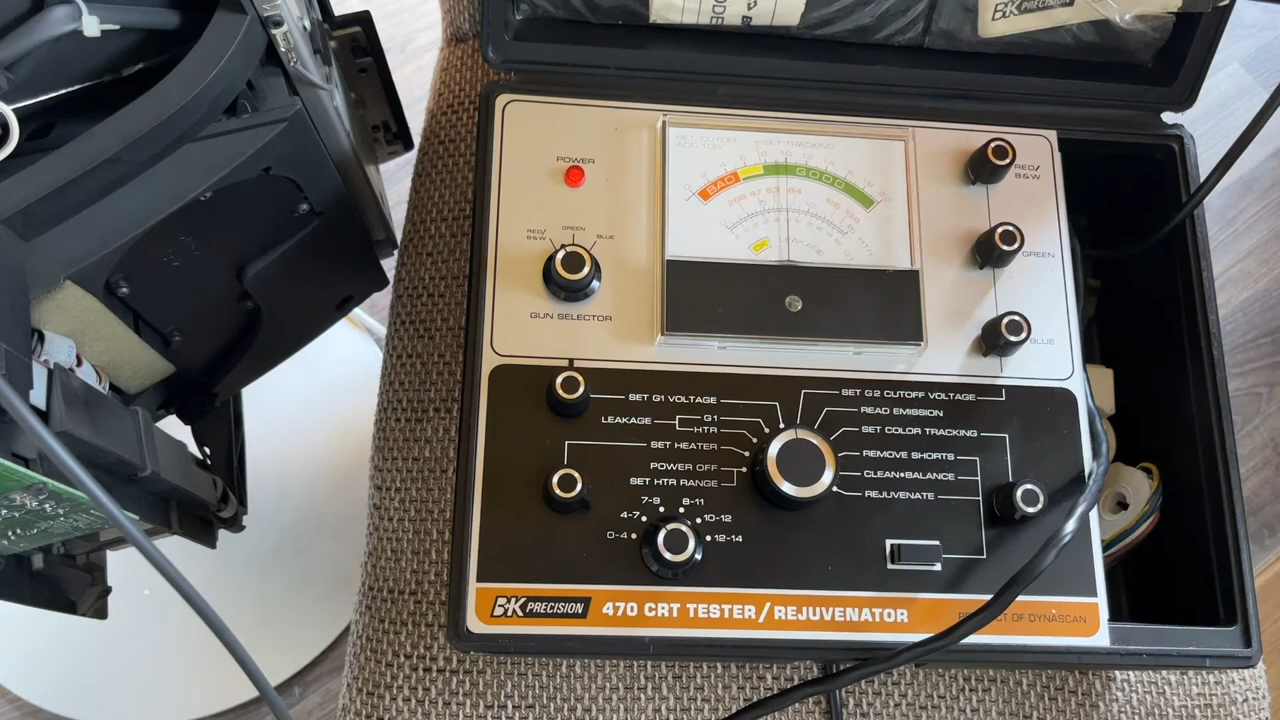 B+K PRECISION
POWER
RED/
B&W
GREEN
BLUE
GUN SELECTOR
SET CUTOFF
SET TRACKING
BAD
GOOD
OK
LEAKAGE
HTR
RED/
B&W
GREEN
BLUE
SET G1 VOLTAGE
LEAKAGE
G1
HTR
SET HEATER
POWER OFF
SET HTR RANGE
SET G2 CUTOFF VOLTAGE
READ EMISSION
SET COLOR TRACKING
REMOVE SHORTS
CLEAN•BALANCE
REJUVENATE
0-4
4-7
7-9
8-11
10-12
12-14
B+K PRECISION 470 CRT TESTER/REJUVENATOR
OF DYNASCAN